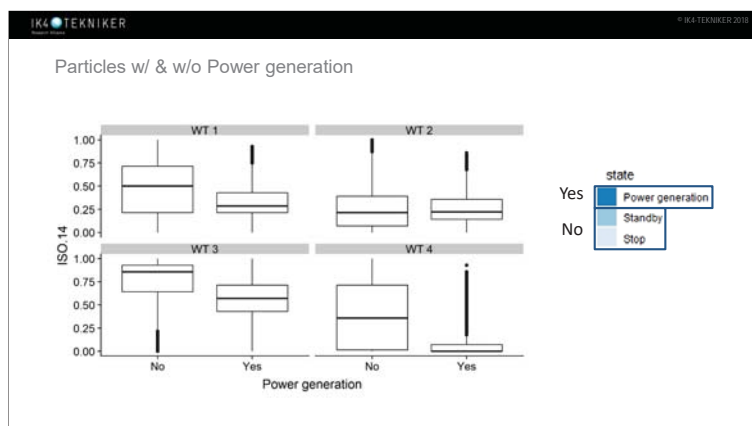 IK4 TEKNIKER
Research Alliance
© IK4-TEKNIKER 2018
Particles w/ & w/o Power generation
WT 1
WT 2
1.00
0.75
0.50
0.25
0.00
WT 3
WT 4
1.00
0.75
0.50
0.25
0.00
ISO.14
No
Yes
No
Yes
Power generation
state
Yes
Power generation
No
Standby
Stop